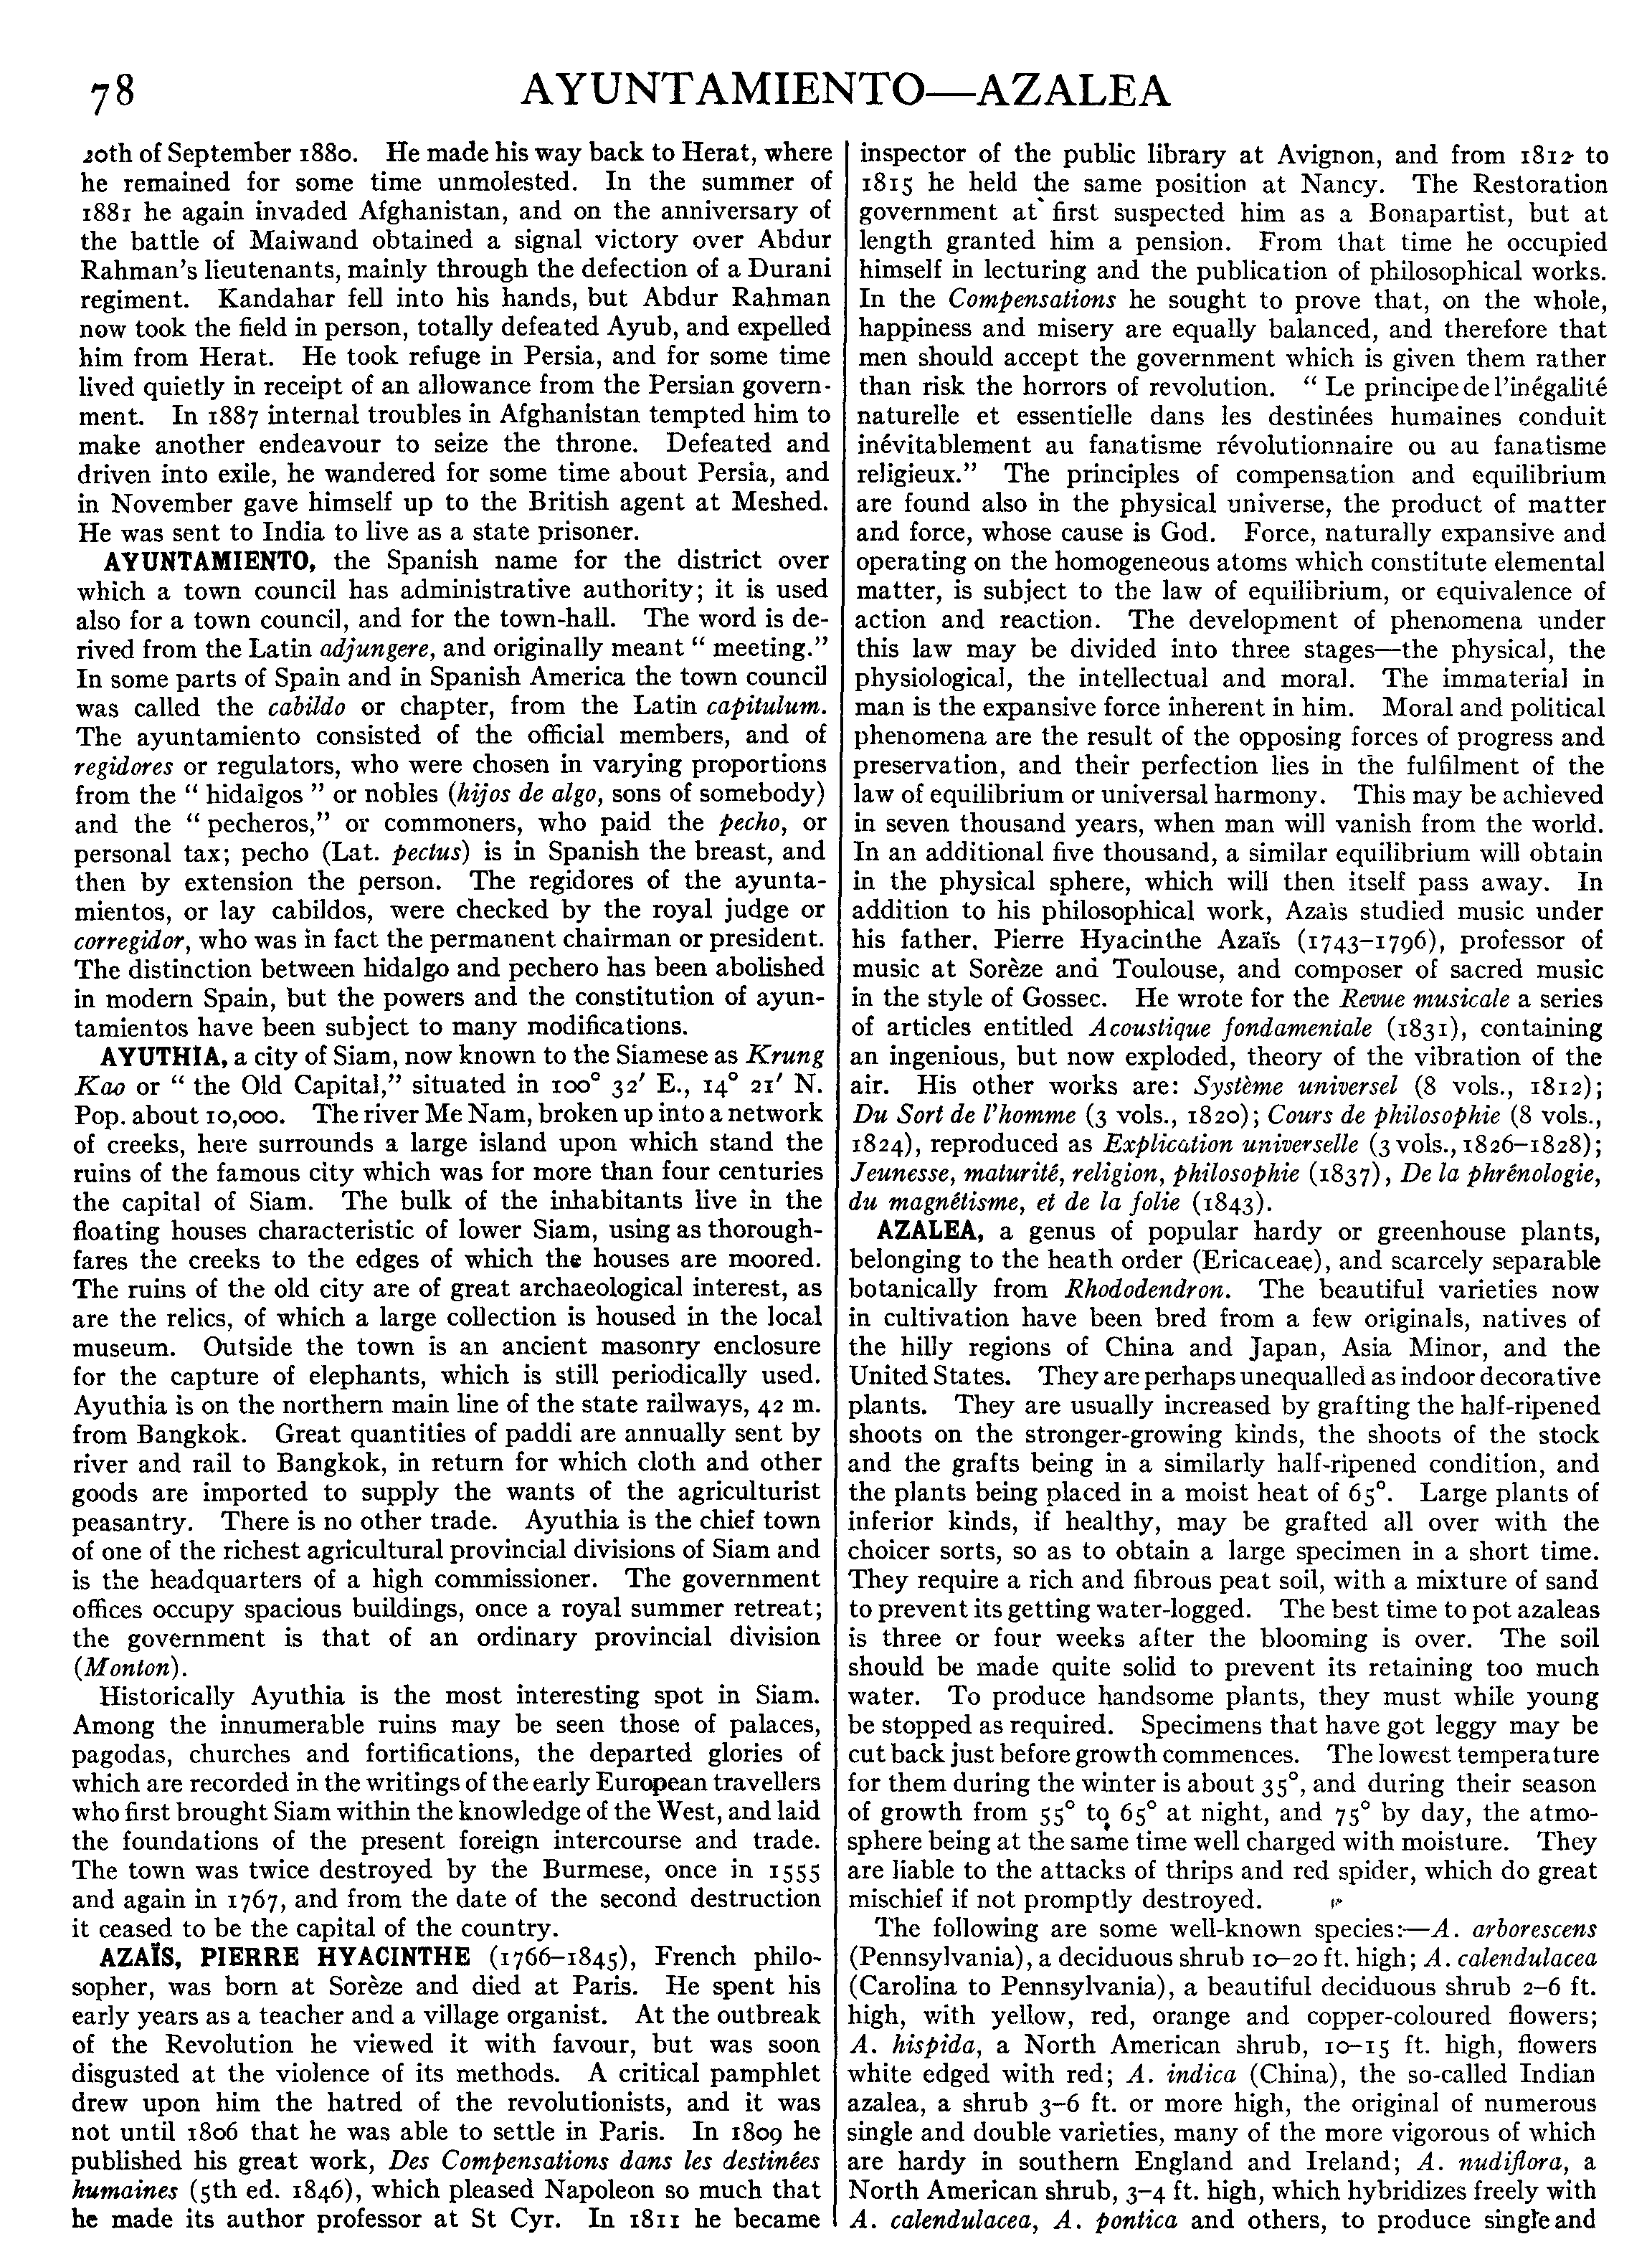 78
AYUNTAMIENTO—AZALEA
20th of September 1880. He made his way back to Herat, where
he remained for some time unmolested. In the summer of
1881 he again invaded Afghanistan, and on the anniversary of
the battle of Maiwand obtained a signal victory over Abdur
Rahman's lieutenants, mainly through the defection of a Durani
regiment. Kandahar fell into his hands, but Abdur Rahman
now took the field in person, totally defeated Ayub, and expelled
him from Herat. He took refuge in Persia, and for some time
lived quietly in receipt of an allowance from the Persian govern-
ment. In 1887 internal troubles in Afghanistan tempted him to
make another endeavour to seize the throne. Defeated and
driven into exile, he wandered for some time about Persia, and
in November gave himself up to the British agent at Meshed.
He was sent to India to live as a state prisoner.
AYUNTAMIENTO, the Spanish name for the district over
which a town council has administrative authority; it is used
also for a town council, and for the town-hall. The word is de-
rived from the Latin adjungere, and originally meant " meeting."
In some parts of Spain and in Spanish America the town council
was called the cabildo or chapter, from the Latin capitulum.
The ayuntamiento consisted of the official members, and of
regidores or regulators, who were chosen in varying proportions
from the " hidalgos " or nobles (hijos de algo, sons of somebody)
and the " pecheros," or commoners, who paid the pecho, or
personal tax; pecho (Lat. pectus) is in Spanish the breast, and
then by extension the person. The regidores of the ayunta-
mientos, or lay cabildos, were checked by the royal judge or
corregidor, who was in fact the permanent chairman or president.
The distinction between hidalgo and pechero has been abolished
in modern Spain, but the powers and the constitution of ayun-
tamientos have been subject to many modifications.
AYUTHIA, a city of Siam, now known to the Siamese as Krung
Kao or " the Old Capital," situated in 100° 32′ E., 14° 21′ N.
Pop. about 10,000. The river Me Nam, broken up into a network
of creeks, here surrounds a large island upon which stand the
ruins of the famous city which was for more than four centuries
the capital of Siam. The bulk of the inhabitants live in the
floating houses characteristic of lower Siam, using as thorough-
fares the creeks to the edges of which the houses are moored.
The ruins of the old city are of great archaeological interest, as
are the relics, of which a large collection is housed in the local
museum. Outside the town is an ancient masonry enclosure
for the capture of elephants, which is still periodically used.
Ayuthia is on the northern main line of the state railways, 42 m.
from Bangkok. Great quantities of paddi are annually sent by
river and rail to Bangkok, in return for which cloth and other
goods are imported to supply the wants of the agriculturist
peasantry. There is no other trade. Ayuthia is the chief town
of one of the richest agricultural provincial divisions of Siam and
is the headquarters of a high commissioner. The government
offices occupy spacious buildings, once a royal summer retreat;
the government is that of an ordinary provincial division
(Monton).
Historically Ayuthia is the most interesting spot in Siam.
Among the innumerable ruins may be seen those of palaces,
pagodas, churches and fortifications, the departed glories of
which are recorded in the writings of the early European travellers
who first brought Siam within the knowledge of the West, and laid
the foundations of the present foreign intercourse and trade.
The town was twice destroyed by the Burmese, once in 1555
and again in 1767, and from the date of the second destruction
it ceased to be the capital of the country.
AZAÏS, PIERRE HYACINTHE (1766–1845), French philo-
sopher, was born at Sorèze and died at Paris. He spent his
early years as a teacher and a village organist. At the outbreak
of the Revolution he viewed it with favour, but was soon
disgusted at the violence of its methods. A critical pamphlet
drew upon him the hatred of the revolutionists, and it was
not until 1806 that he was able to settle in Paris. In 1809 he
published his great work, Des Compensations dans les destinées
humaines (5th ed. 1846), which pleased Napoleon so much that
he made its author professor at St Cyr. In 1811 he became
inspector of the public library at Avignon, and from 1812 to
1815 he held the same position at Nancy. The Restoration
government at first suspected him as a Bonapartist, but at
length granted him a pension. From that time he occupied
himself in lecturing and the publication of philosophical works.
In the Compensations he sought to prove that, on the whole,
happiness and misery are equally balanced, and therefore that
men should accept the government which is given them rather
than risk the horrors of revolution. " Le principe de l'inégalité
naturelle et essentielle dans les destinées humaines conduit
inévitablement au fanatisme révolutionnaire ou au fanatisme
religieux." The principles of compensation and equilibrium
are found also in the physical universe, the product of matter
and force, whose cause is God. Force, naturally expansive and
operating on the homogeneous atoms which constitute elemental
matter, is subject to the law of equilibrium, or equivalence of
action and reaction. The development of phenomena under
this law may be divided into three stages—the physical, the
physiological, the intellectual and moral. The immaterial in
man is the expansive force inherent in him. Moral and political
phenomena are the result of the opposing forces of progress and
preservation, and their perfection lies in the fulfilment of the
law of equilibrium or universal harmony. This may be achieved
in seven thousand years, when man will vanish from the world.
In an additional five thousand, a similar equilibrium will obtain
in the physical sphere, which will then itself pass away. In
addition to his philosophical work, Azaïs studied music under
his father, Pierre Hyacinthe Azaïs (1743–1796), professor of
music at Sorèze and Toulouse, and composer of sacred music
in the style of Gossec. He wrote for the Revue musicale a series
of articles entitled Acoustique fondamentale (1831), containing
an ingenious, but now exploded, theory of the vibration of the
air. His other works are: Système universel (8 vols., 1812);
Du Sort de l'homme (3 vols., 1820); Cours de philosophie (8 vols.,
1824), reproduced as Explication universelle (3 vols., 1826–1828);
Jeunesse, maturité, religion, philosophie (1837), De la phrénologie,
du magnétisme, et de la folie (1843).
AZALEA, a genus of popular hardy or greenhouse plants,
belonging to the heath order (Ericaceae), and scarcely separable
botanically from Rhododendron. The beautiful varieties now
in cultivation have been bred from a few originals, natives of
the hilly regions of China and Japan, Asia Minor, and the
United States. They are perhaps unequalled as indoor decorative
plants. They are usually increased by grafting the half-ripened
shoots on the stronger-growing kinds, the shoots of the stock
and the grafts being in a similarly half-ripened condition, and
the plants being placed in a moist heat of 65°. Large plants of
inferior kinds, if healthy, may be grafted all over with the
choicer sorts, so as to obtain a large specimen in a short time.
They require a rich and fibrous peat soil, with a mixture of sand
to prevent its getting water-logged. The best time to pot azaleas
is three or four weeks after the blooming is over. The soil
should be made quite solid to prevent its retaining too much
water. To produce handsome plants, they must while young
be stopped as required. Specimens that have got leggy may be
cut back just before growth commences. The lowest temperature
for them during the winter is about 35°, and during their season
of growth from 55° to 65° at night, and 75° by day, the atmo-
sphere being at the same time well charged with moisture. They
are liable to the attacks of thrips and red spider, which do great
mischief if not promptly destroyed.
The following are some well-known species:—A. arborescens
(Pennsylvania), a deciduous shrub 10–20 ft. high; A. calendulacea
(Carolina to Pennsylvania), a beautiful deciduous shrub 2–6 ft.
high, with yellow, red, orange and copper-coloured flowers;
A. hispida, a North American shrub, 10–15 ft. high, flowers
white edged with red; A. indica (China), the so-called Indian
azalea, a shrub 3–6 ft. or more high, the original of numerous
single and double varieties, many of the more vigorous of which
are hardy in southern England and Ireland; A. nudiflora, a
North American shrub, 3–4 ft. high, which hybridizes freely with
A. calendulacea, A. pontica and others, to produce single and